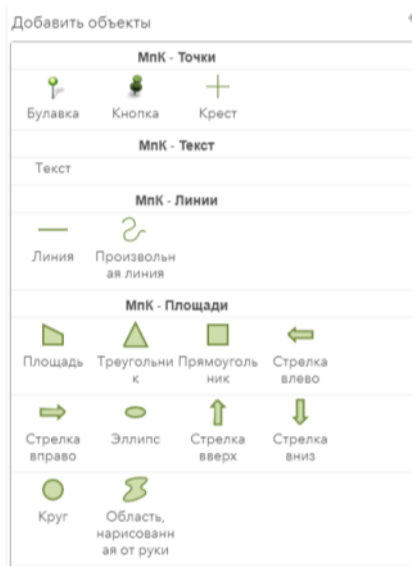 Добавить объекты
МпК - Точки
Булавка Кнопка Крест
МпК - Текст
Текст
МпК - Линии
Линия Произвольн
ая линия
МпК - Площади
Площадь Треугольни Прямоуголь Стрелка
к ник влево
Стрелка Эллипс Стрелка Стрелка
вправо вверх вниз
Круг Область,
нарисованн
ая от руки